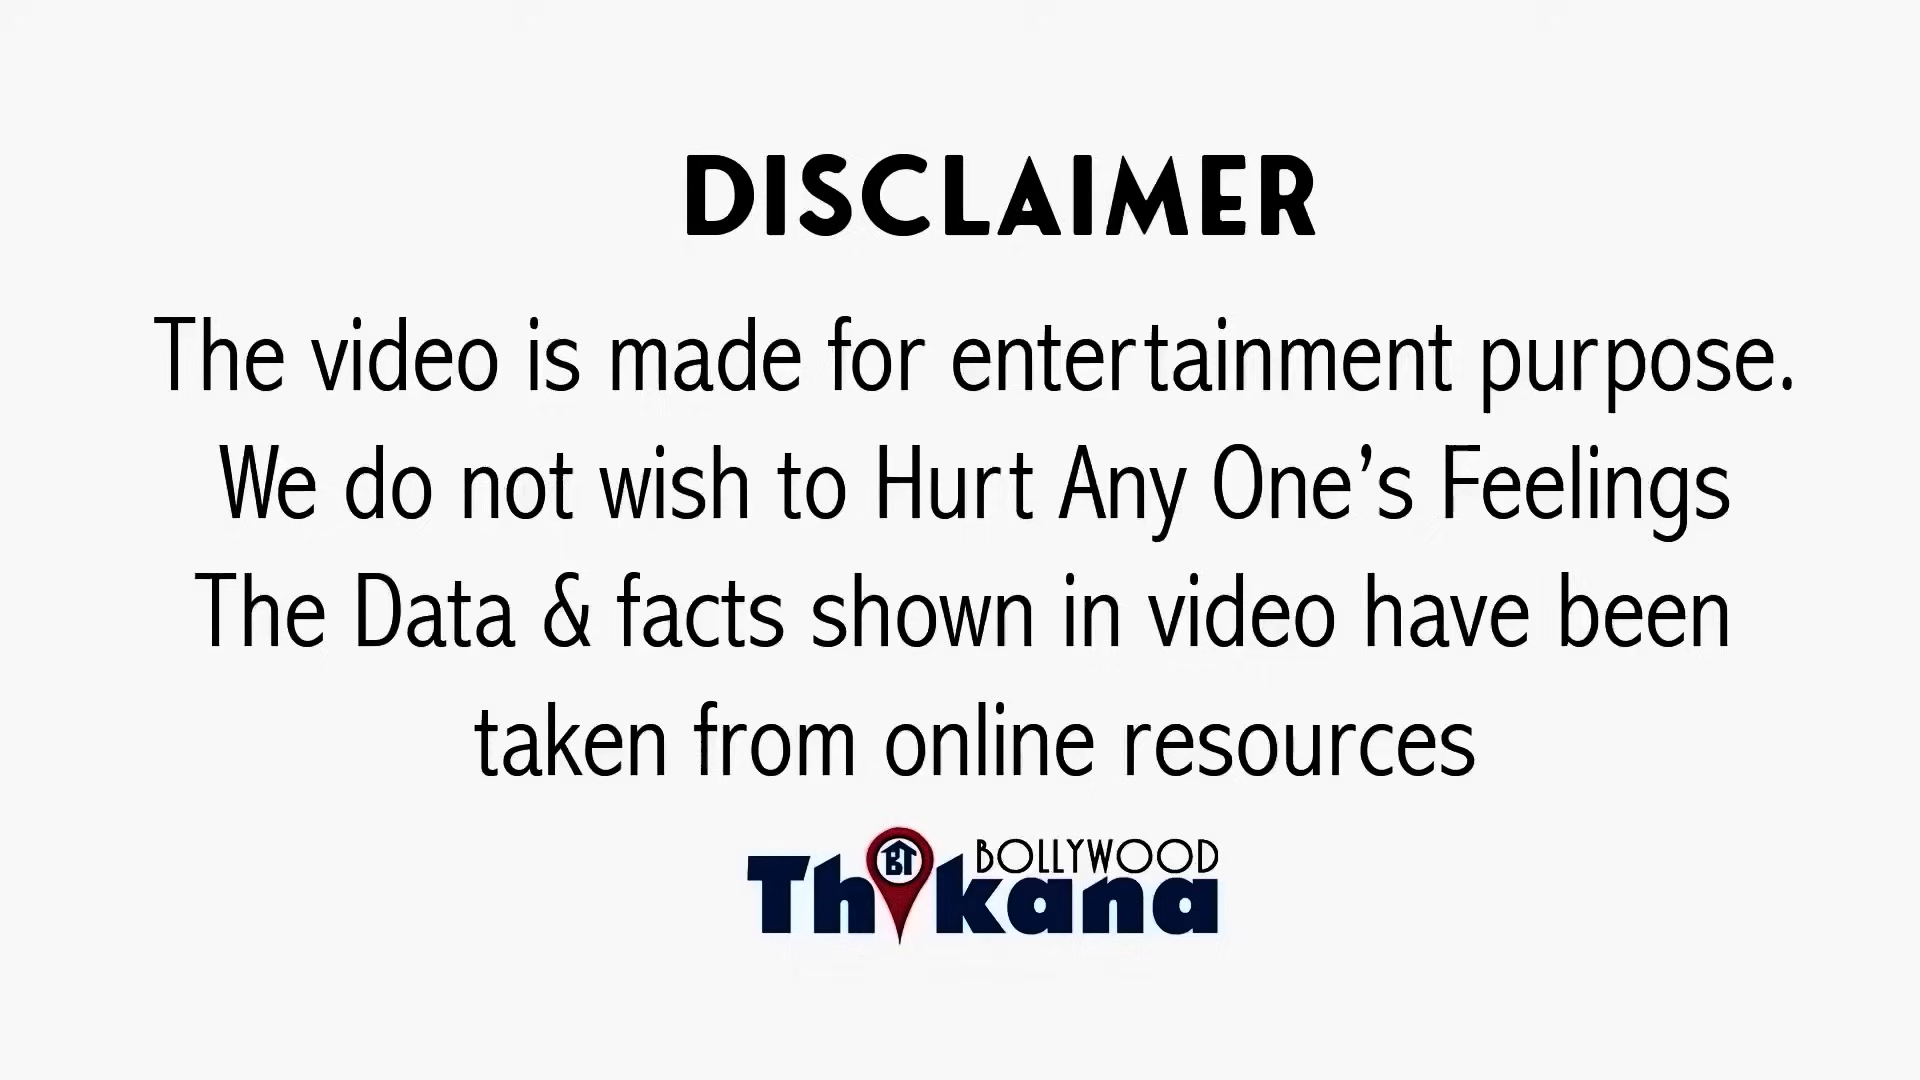 DISCLAIMER
The video is made for entertainment purpose.
We do not wish to Hurt Any One’s Feelings
The Data & facts shown in video have been
taken from online resources
BOLLYWOOD
BT
Thikana